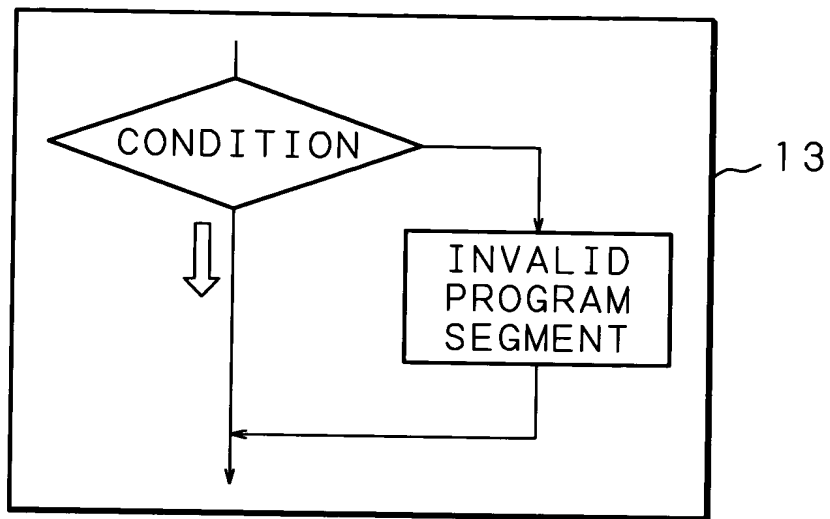 CONDITION
13
INVALID
PROGRAM
SEGMENT